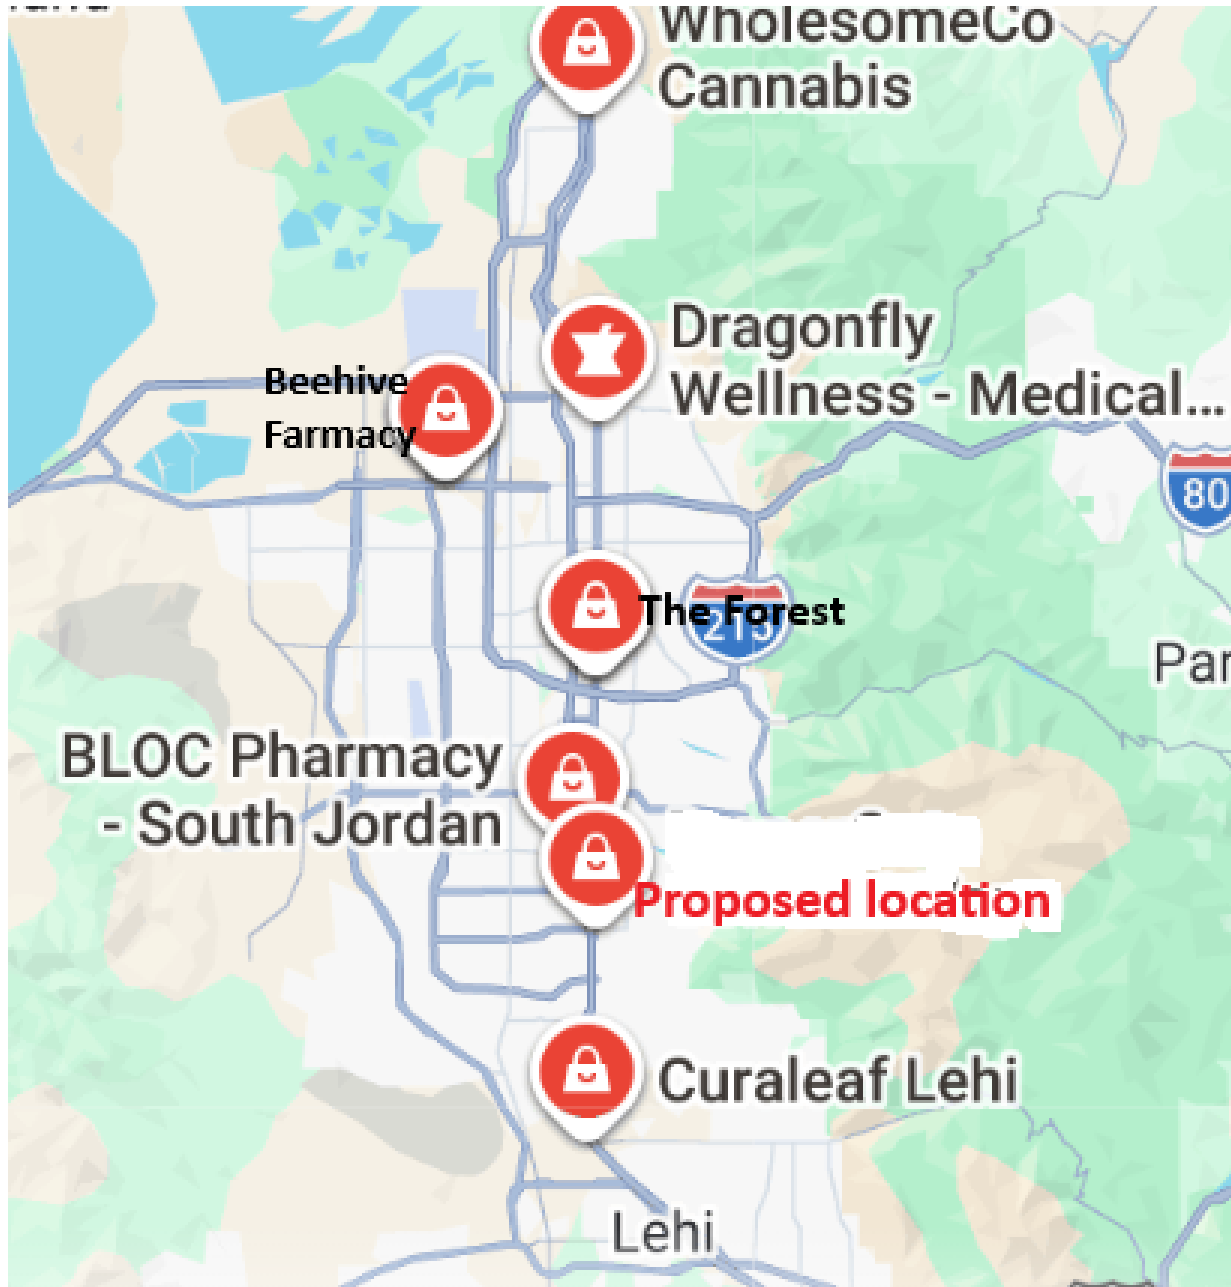 WholesomeCo
Cannabis
Dragonfly
Wellness - Medical...
Beehive
Farmacy
80
The Forest
215
Par
BLOC Pharmacy
- South Jordan
Proposed location
Curaleaf Lehi
Lehi